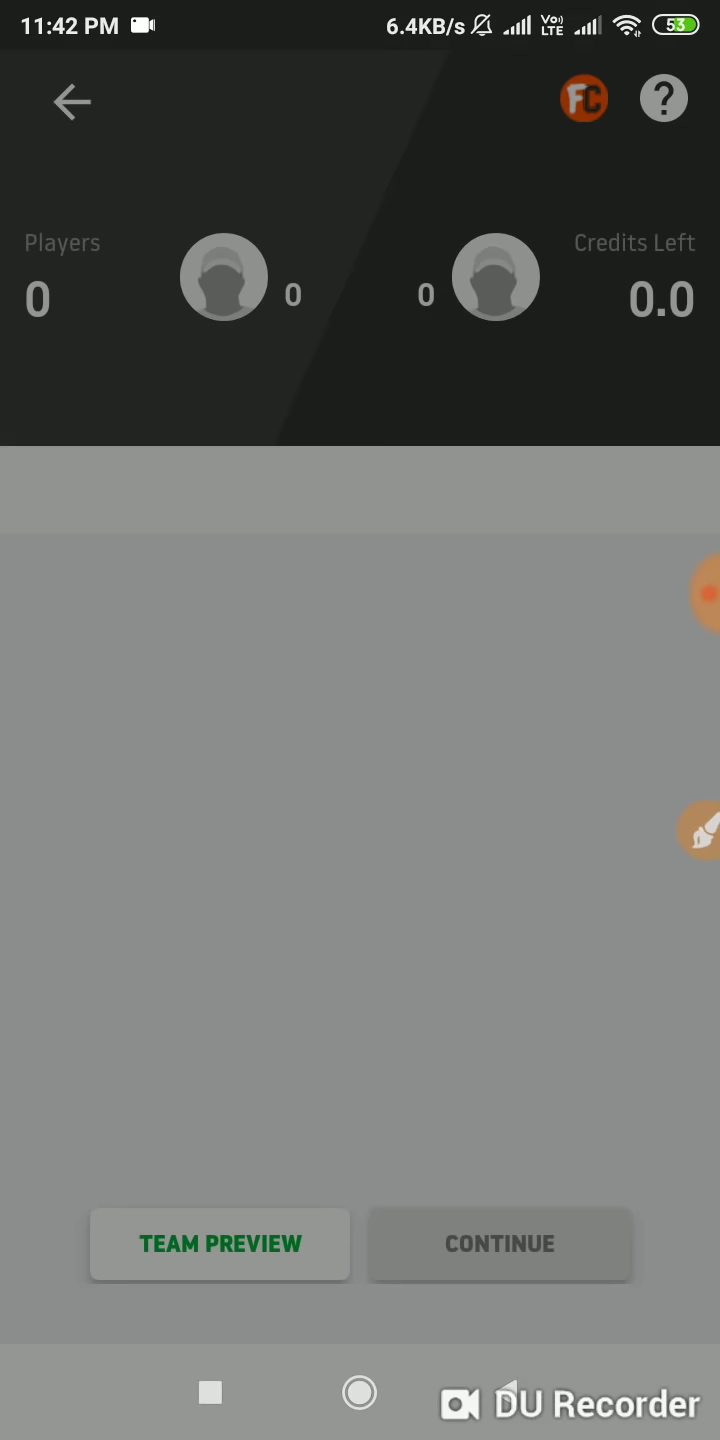 11:42 PM 6.4KB/s Vo)) LTE 53
FC ?
Players Credits Left
0 0 0 0.0
TEAM PREVIEW CONTINUE
DU Recorder